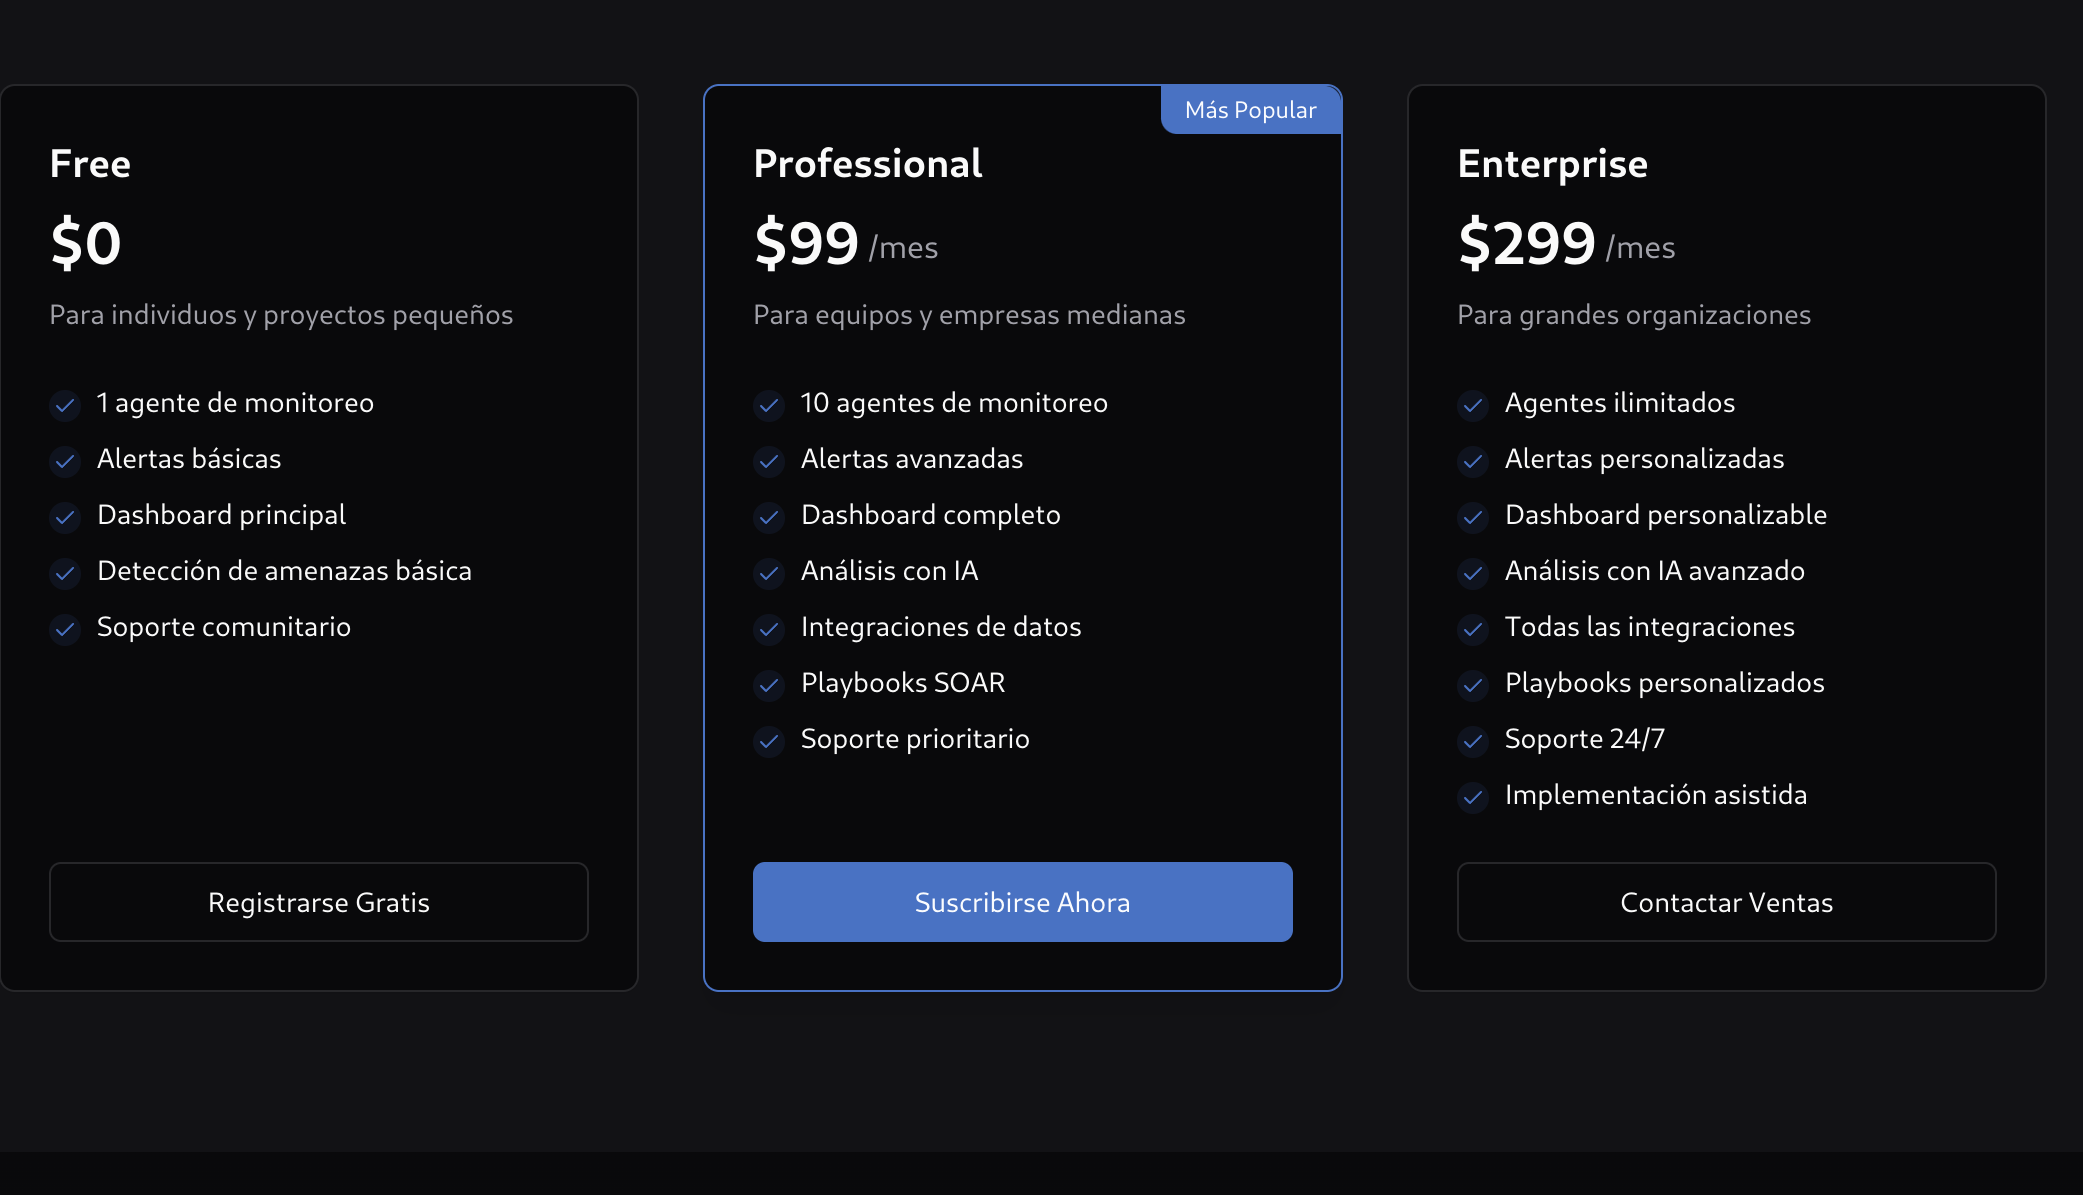 Free
$0
Para individuos y proyectos pequeños
1 agente de monitoreo
Alertas básicas
Dashboard principal
Detección de amenazas básica
Soporte comunitario
Registrarse Gratis
Más Popular
Professional
$99 /mes
Para equipos y empresas medianas
10 agentes de monitoreo
Alertas avanzadas
Dashboard completo
Análisis con IA
Integraciones de datos
Playbooks SOAR
Soporte prioritario
Suscribirse Ahora
Enterprise
$299 /mes
Para grandes organizaciones
Agentes ilimitados
Alertas personalizadas
Dashboard personalizable
Análisis con IA avanzado
Todas las integraciones
Playbooks personalizados
Soporte 24/7
Implementación asistida
Contactar Ventas